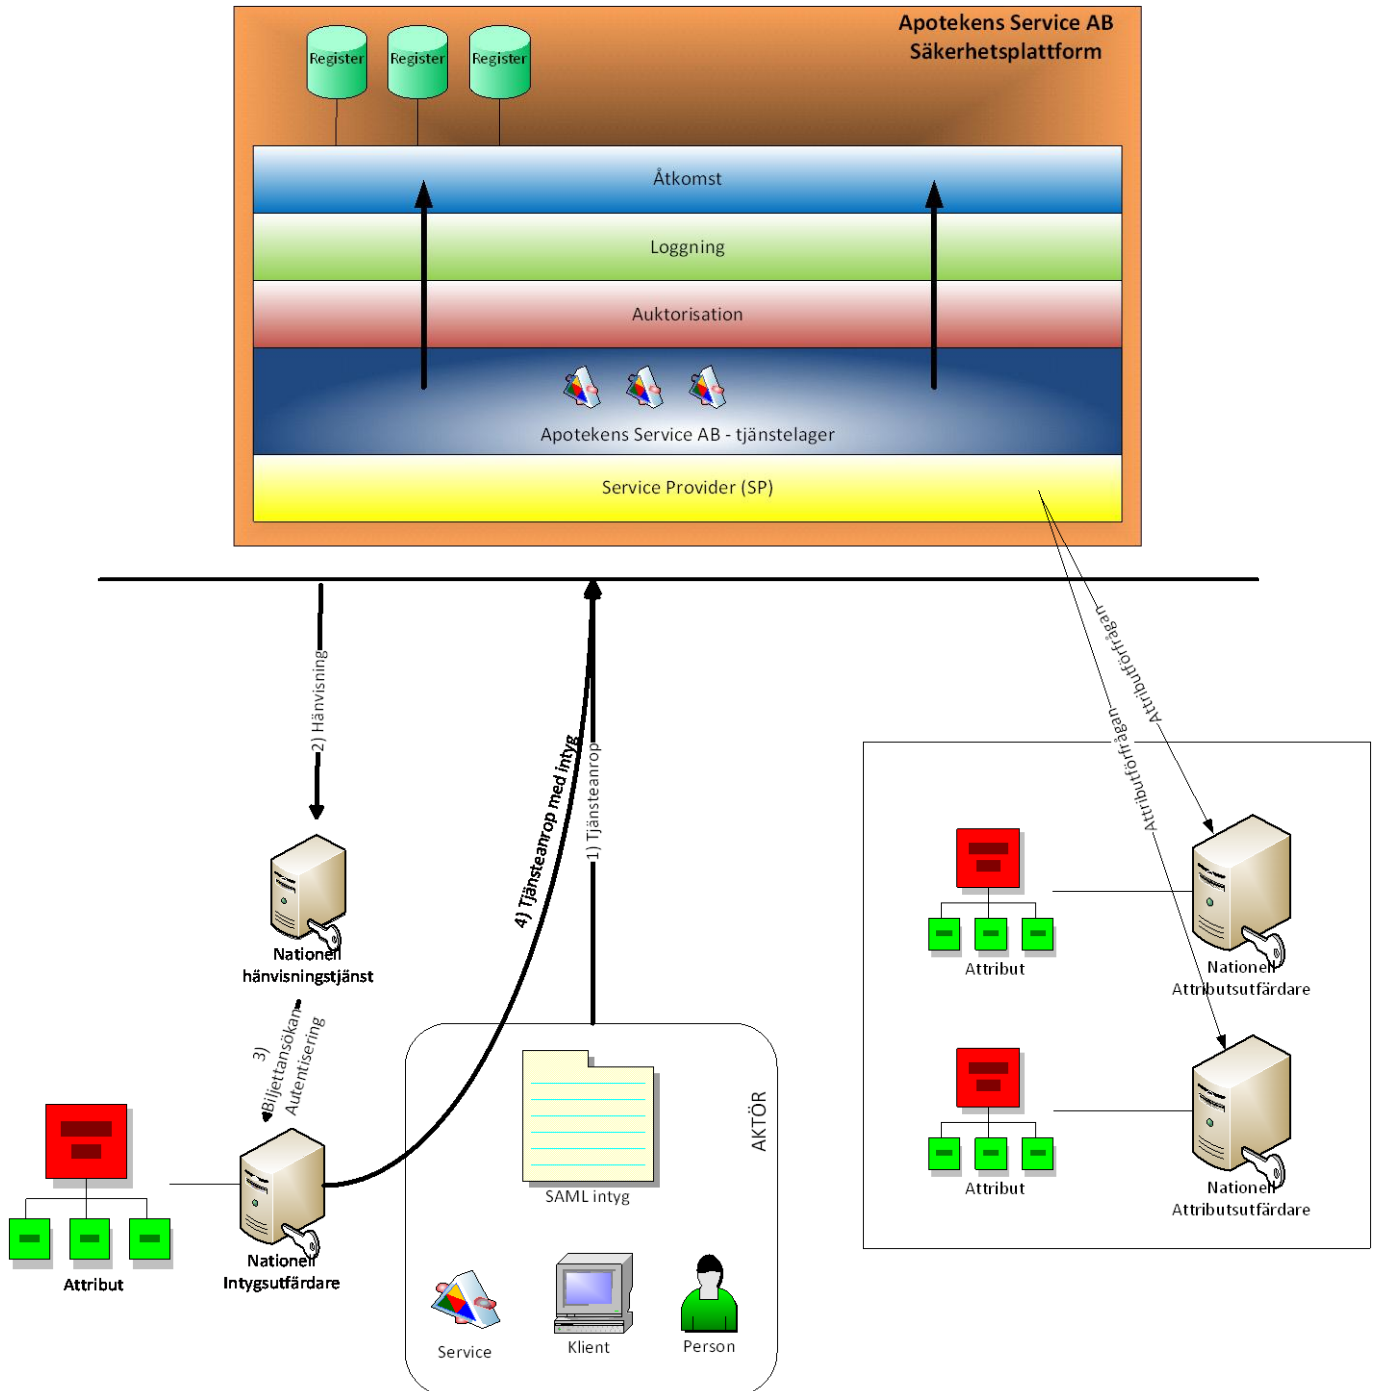 Apotekens Service AB
Säkerhetsplattform
Register
Register
Register
Åtkomst
Loggning
Auktorisation
Apotekens Service AB - tjänstelager
Service Provider (SP)
2) Hänvisning
4) Tjänsteanrop med intyg
1) Tjänsteanrop
Attributförfrågan
Attributförfrågan
Nationell
hänvisningstjänst
3)
Biljettansökan
Autentisering
Attribut
Nationell
Intygsutfärdare
AKTÖR
SAML intyg
Service
Klient
Person
Attribut
Nationell
Attributsutfärdare
Attribut
Nationell
Attributsutfärdare